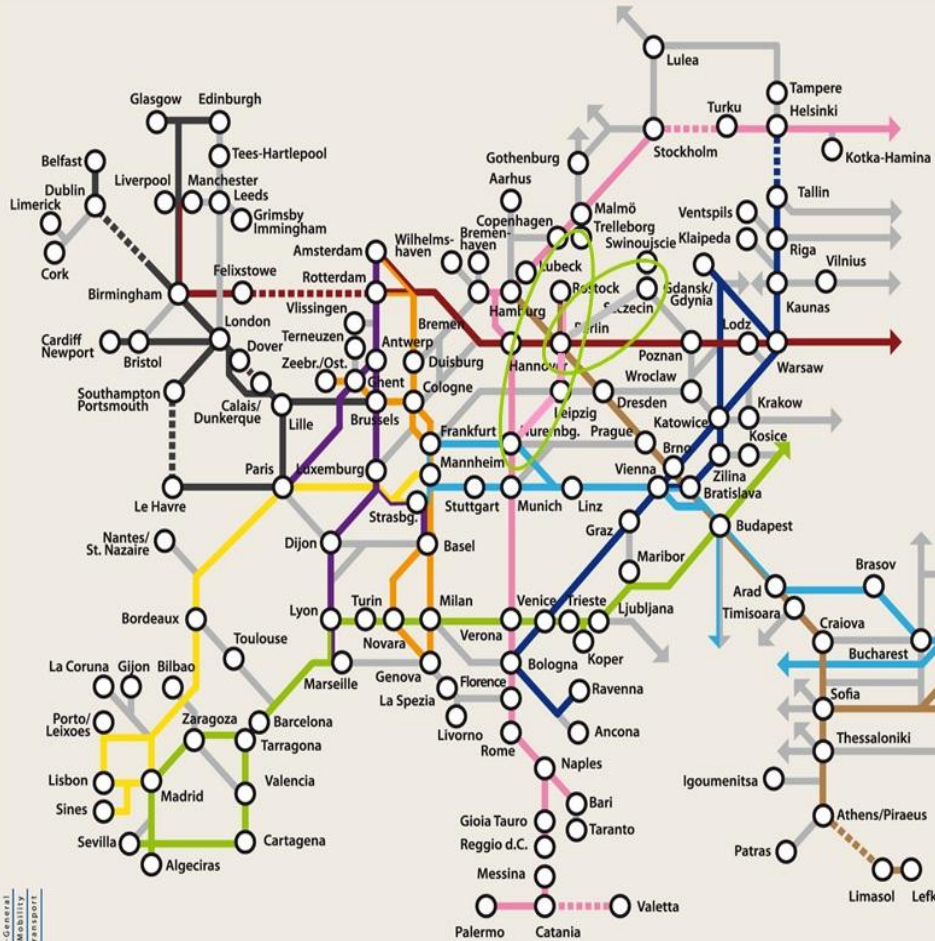 Lulea
Tampere
Glasgow
Edinburgh
Turku
Helsinki
Stockholm
Kotka-Hamina
Belfast
Tees-Hartlepool
Gothenburg
Aarhus
Dublin
Liverpool
Manchester
Leeds
Limerick
Grimsby
Immingham
Copenhagen
Malmö
Trelleborg
Tallin
Ventspils
Swinoujscie
Klaipeda
Riga
Cork
Amsterdam
Wilhelms-
haven
Bremen-
haven
Lubeck
Vilnius
Felixstowe
Rotterdam
Rostock
Gdansk/
Gdynia
Birmingham
Vlissingen
Hamburg
Szczecin
Kaunas
London
Bremen
Berlin
Lodz
Cardiff
Newport
Bristol
Dover
Terneuzen
Antwerp
Hannover
Poznan
Warsaw
Zeebr./Ost.
Duisburg
Wroclaw
Southampton
Portsmouth
Ghent
Cologne
Leipzig
Dresden
Krakow
Calais/
Dunkerque
Lille
Brussels
Katowice
Frankfurt
Nurembg.
Prague
Brno
Kosice
Paris
Luxemburg
Mannheim
Vienna
Zilina
Le Havre
Strasbg.
Stuttgart
Munich
Linz
Bratislava
Nantes/
St. Nazaire
Dijon
Basel
Graz
Budapest
Maribor
Brasov
Arad
Timisoara
Bordeaux
Lyon
Turin
Milan
Venice
Trieste
Ljubljana
Craiova
Toulouse
Novara
Verona
Koper
Bucharest
La Coruna
Gijon
Bilbao
Marseille
Genova
Florence
Bologna
Ravenna
Sofia
La Spezia
Porto/
Leixoes
Zaragoza
Barcelona
Livorno
Ancona
Tarragona
Rome
Thessaloniki
Lisbon
Madrid
Valencia
Naples
Igoumenitsa
Sines
Bari
Gioia Tauro
Taranto
Athens/Piraeus
Sevilla
Cartagena
Reggio d.C.
Algeciras
Patras
Messina
Limasol
Lefk
Valetta
Palermo
Catania
-General
Mobility
ransport